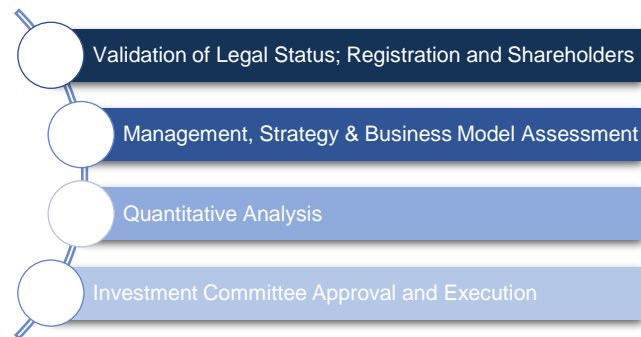 Validation of Legal Status; Registration and Shareholders
Management, Strategy & Business Model Assessment
Quantitative Analysis
Investment Committee Approval and Execution